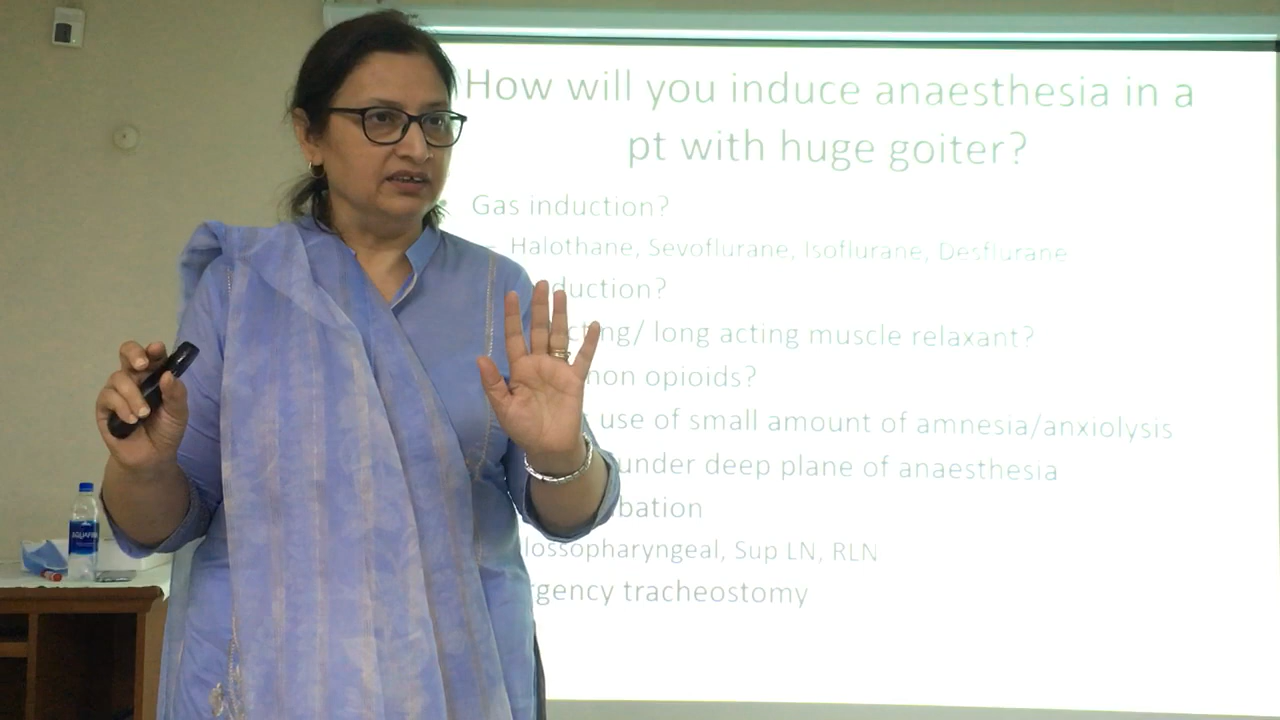 How will you induce anaesthesia in a
pt with huge goiter?
Gas induction?
– Halothane, Sevoflurane, Isoflurane, Desflurane
duction?
cting/ long acting muscle relaxant?
non opioids?
use of small amount of amnesia/anxiolysis
under deep plane of anaesthesia
bation
lossopharyngeal, Sup LN, RLN
rgency tracheostomy
AQUAFINA